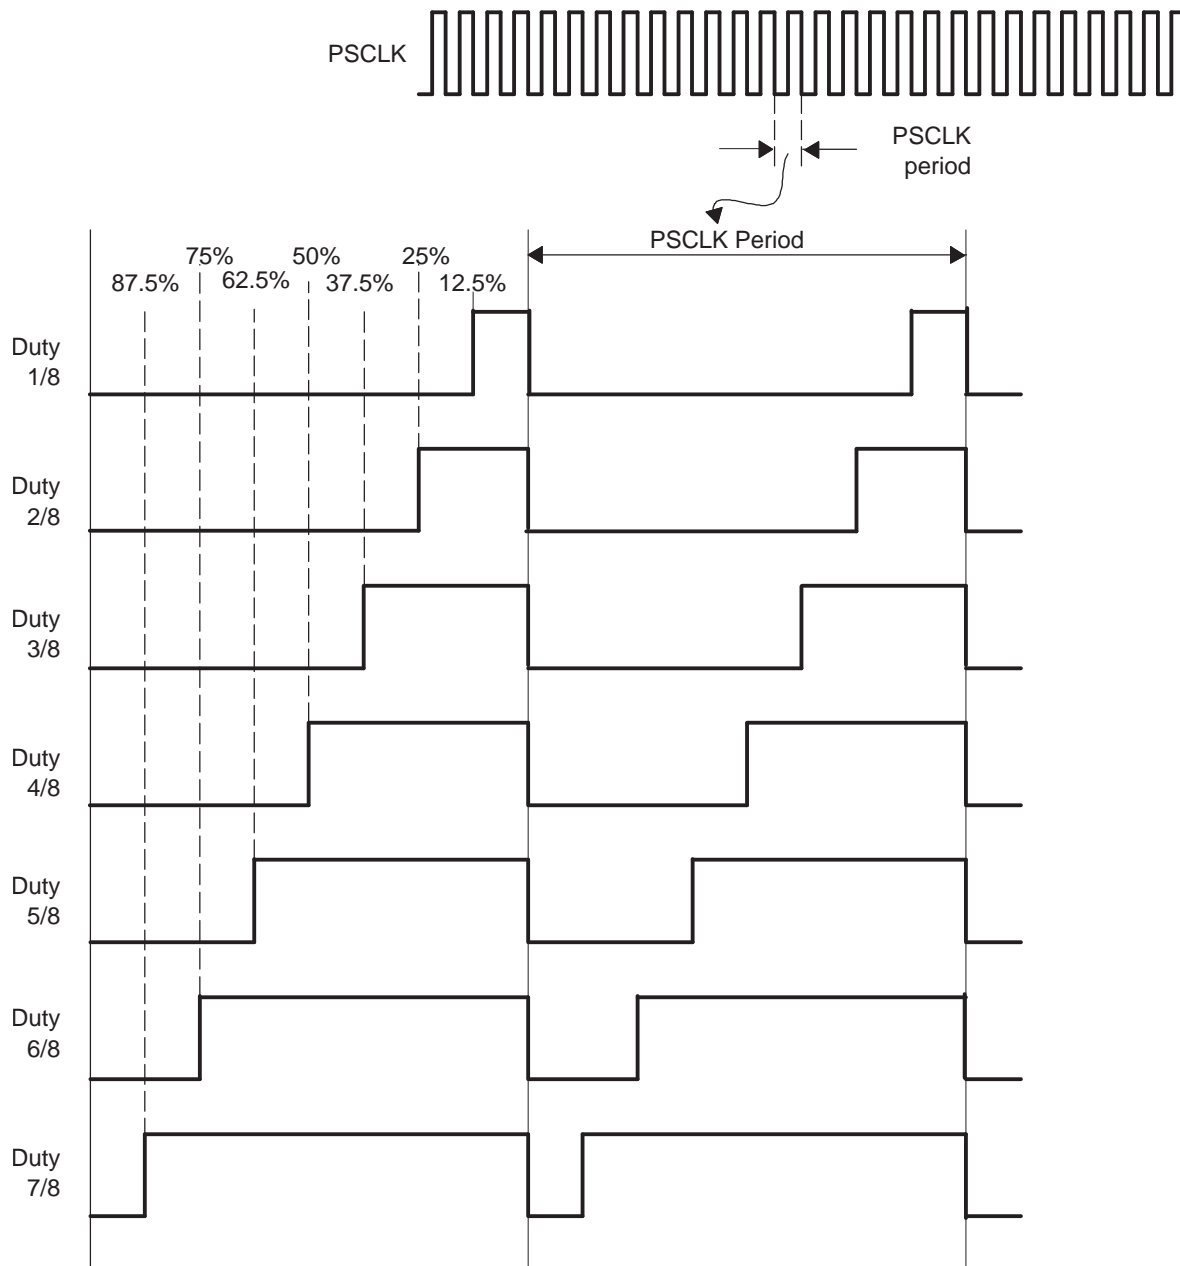 PSCLK
PSCLK
period
PSCLK Period
75%
50%
25%
87.5%
62.5%
37.5%
12.5%
Duty
1/8
Duty
2/8
Duty
3/8
Duty
4/8
Duty
5/8
Duty
6/8
Duty
7/8